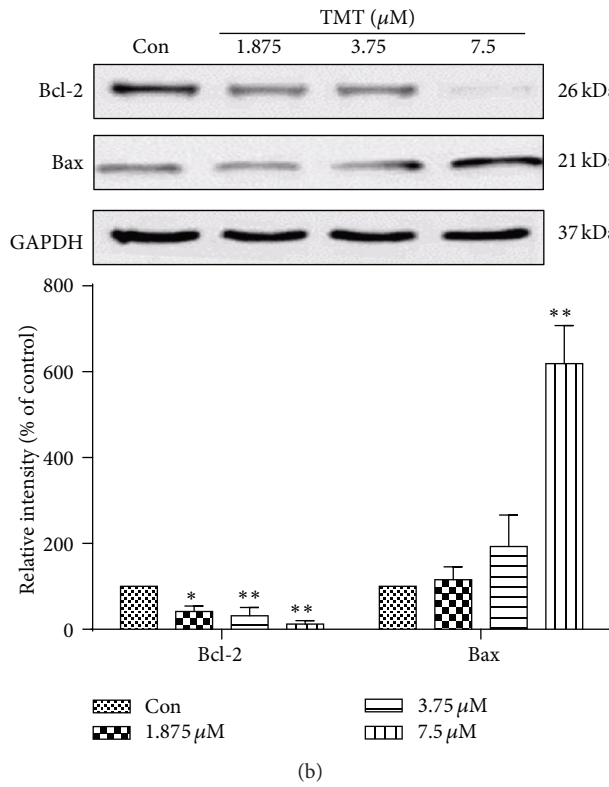 TMT (μM)
Con 1.875 3.75 7.5
Bcl-2 26 kDa
Bax 21 kDa
GAPDH 37 kDa
Relative intensity (% of control)
800
600
400
200
0
* ** ** **
Bcl-2 Bax
Con 3.75 μM
1.875 μM 7.5 μM
(b)